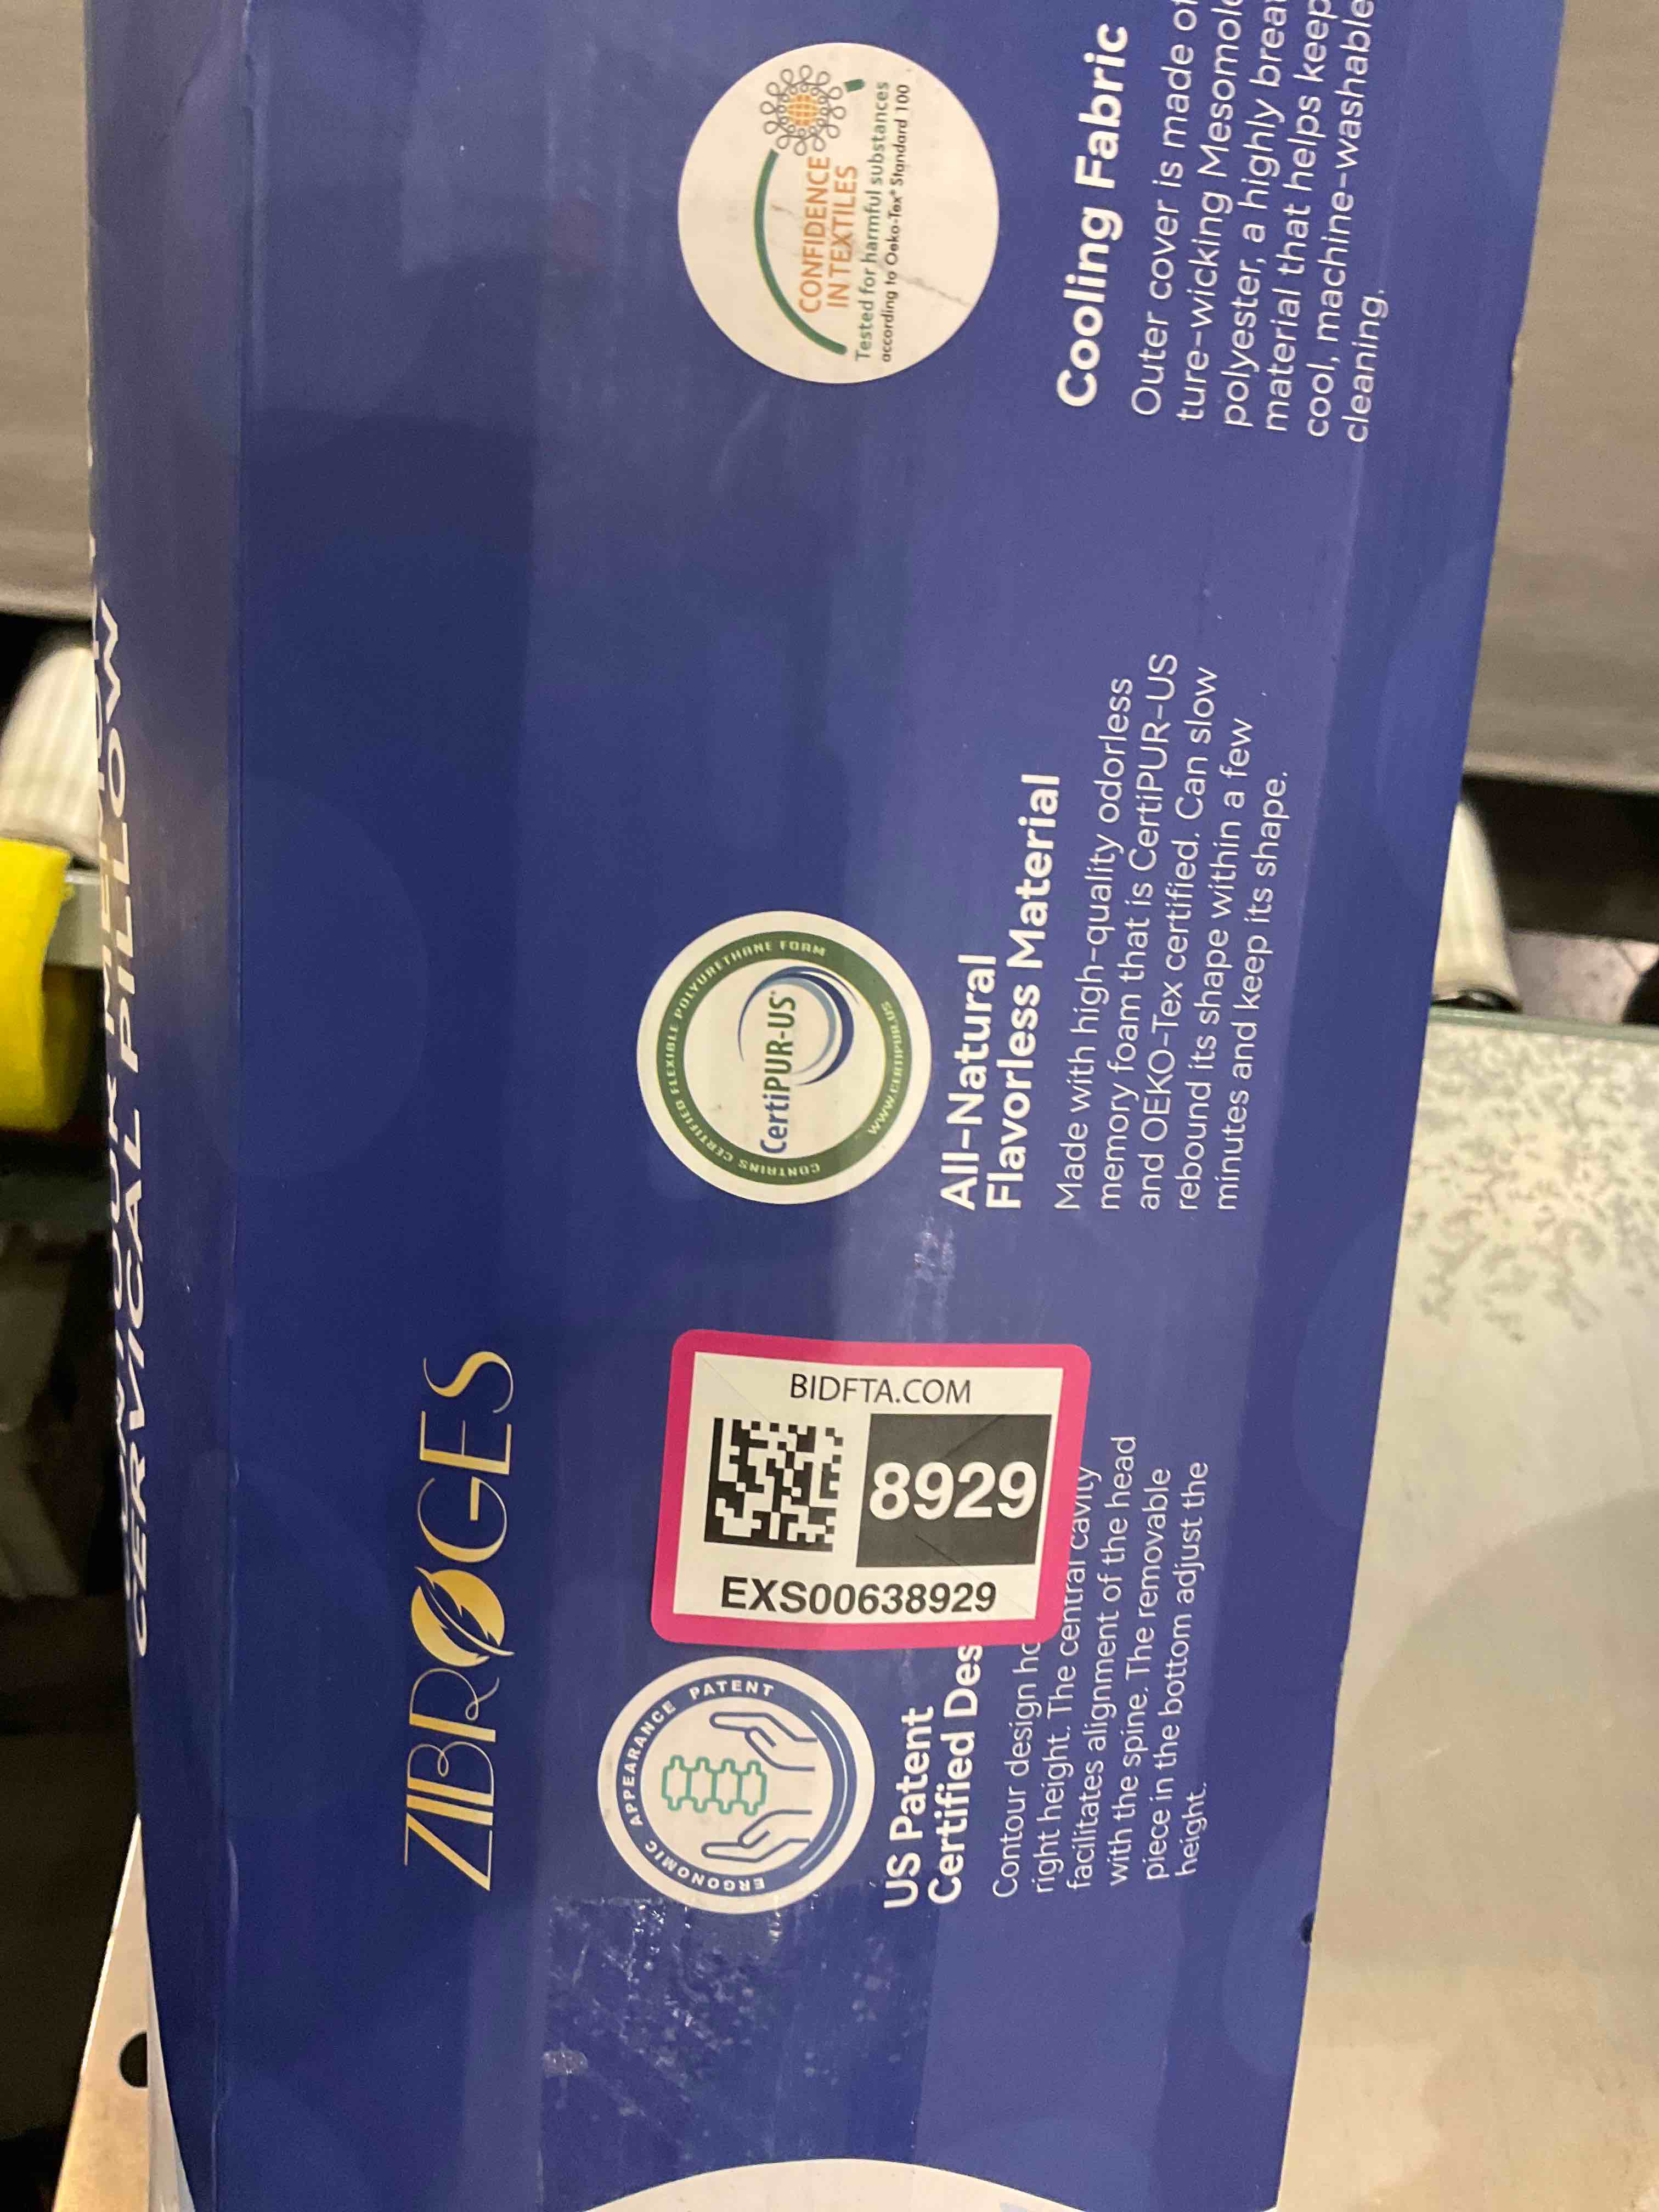 CONTOUR MEMORY
CERVICAL PILLOW
ZIBROGES
ERGONOMIC APPEARANCE PATENT
US Patent
Certified Des
Contour design ho
right height. The central cavity
facilitates alignment of the head
with the spine. The removable
piece in the bottom adjust the
height.
BIDFTA.COM
8929
EXS00638929
CONTAINS CERTIFIED FLEXIBLE POLYURETHANE FORM
CertiPUR-US®
WWW.CERTIPUR.US
All-Natural
Flavorless Material
Made with high-quality odorless
memory foam that is CertiPUR-US
and OEKO-Tex certified. Can slow
rebound its shape within a few
minutes and keep its shape.
CONFIDENCE
IN TEXTILES
Tested for harmful substances
according to Oeko-Tex® Standard 100
Cooling Fabric
Outer cover is made of
ture-wicking Mesomole
polyester, a highly brea
material that helps keep
cool, machine-washable
cleaning.